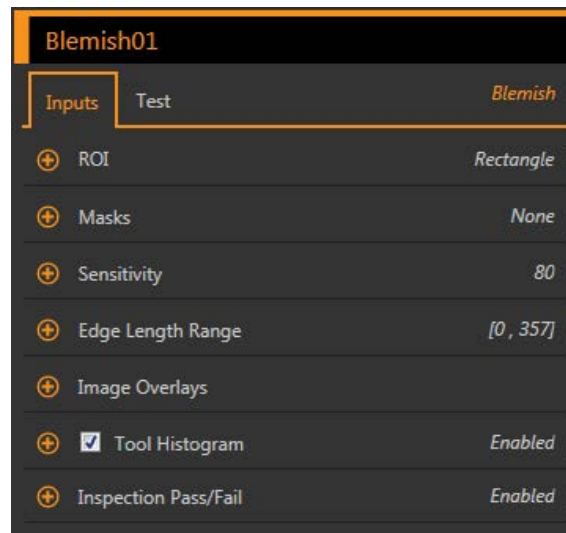 Blemish01
Inputs Test Blemish
ROI Rectangle
Masks None
Sensitivity 80
Edge Length Range [0 , 357]
Image Overlays
Tool Histogram Enabled
Inspection Pass/Fail Enabled